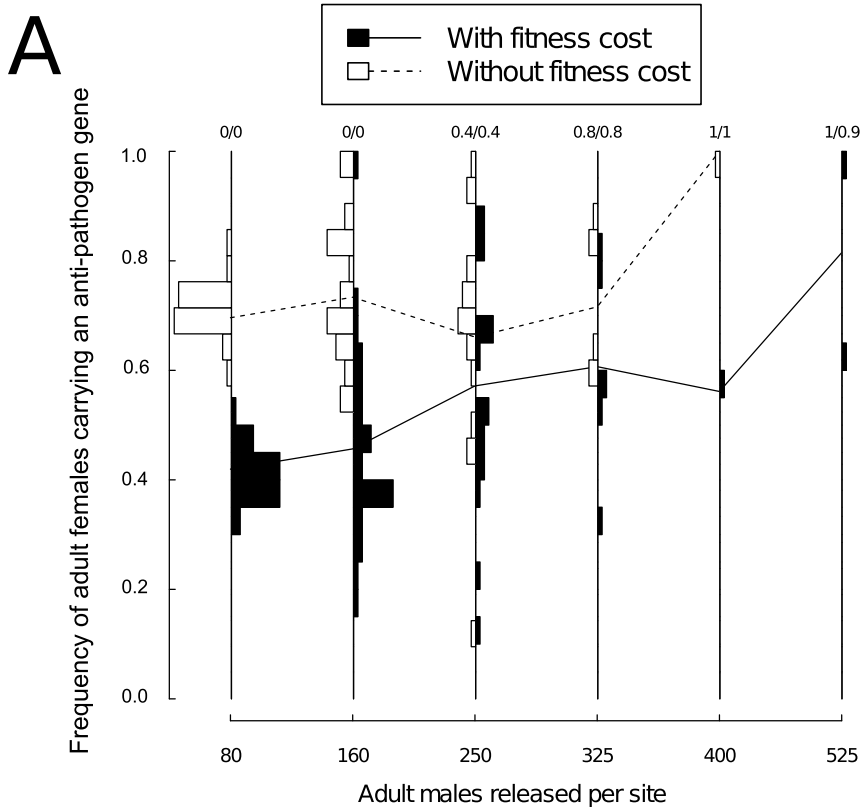 A
With fitness cost
Without fitness cost
0/0 0/0 0.4/0.4 0.8/0.8 1/1 1/0.9
Frequency of adult females carrying an anti-pathogen gene
1.0
0.8
0.6
0.4
0.2
0.0
80 160 250 325 400 525
Adult males released per site